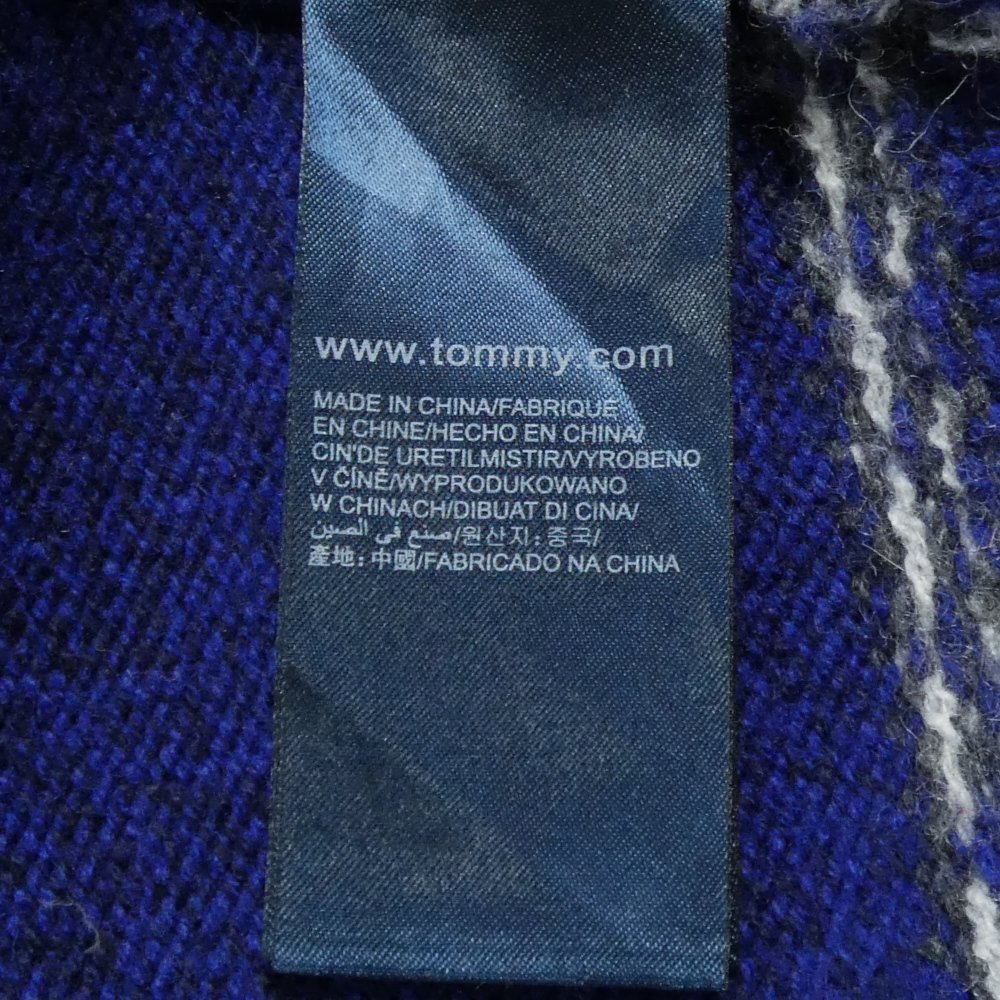 www.tommy.com
MADE IN CHINA/FABRIQUE
EN CHINE/HECHO EN CHINA/
CIN'DE URETILMISTIR/VYROBENO
V ČÍNĚ/WYPRODUKOWANO
W CHINACH/DIBUAT DI CINA/
صنع في الصين/원산지: 중국/
產地: 中國/FABRICADO NA CHINA